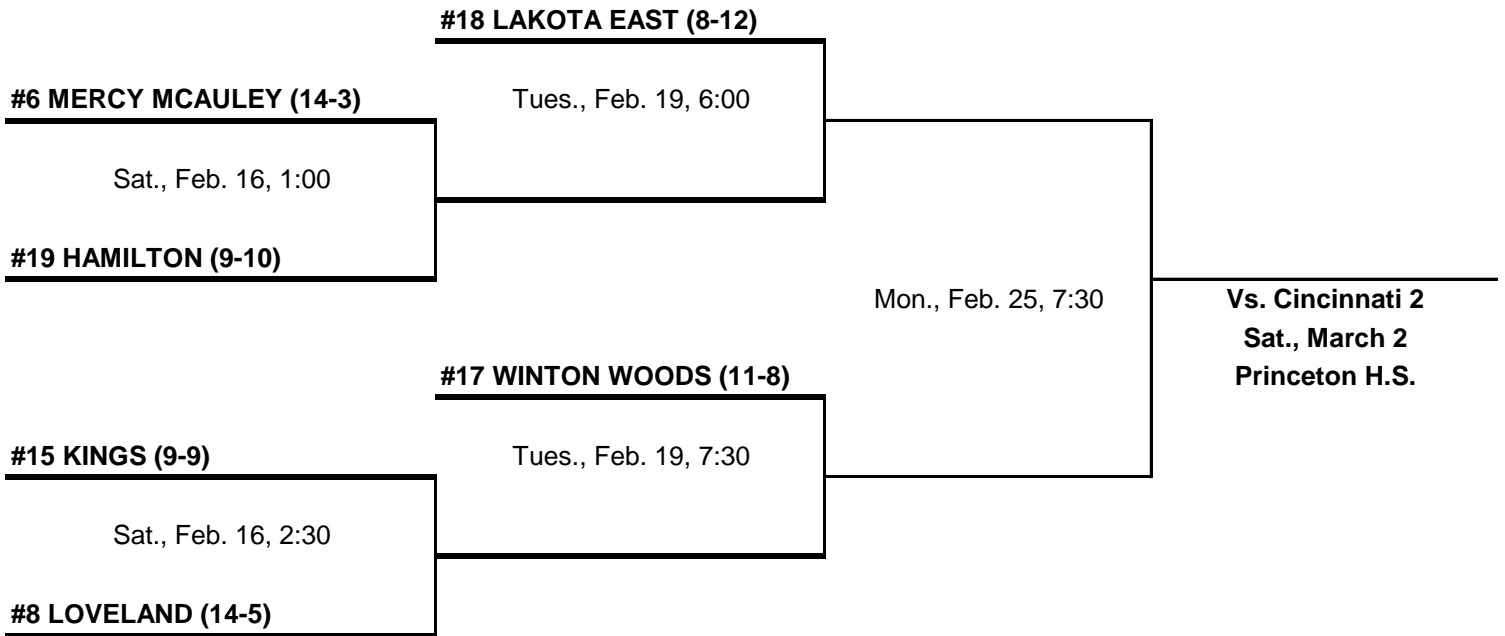 #18 LAKOTA EAST (8-12)
#6 MERCY MCAULEY (14-3)
Tues., Feb. 19, 6:00
Sat., Feb. 16, 1:00
#19 HAMILTON (9-10)
Mon., Feb. 25, 7:30
Vs. Cincinnati 2
Sat., March 2
Princeton H.S.
#17 WINTON WOODS (11-8)
#15 KINGS (9-9)
Tues., Feb. 19, 7:30
Sat., Feb. 16, 2:30
#8 LOVELAND (14-5)